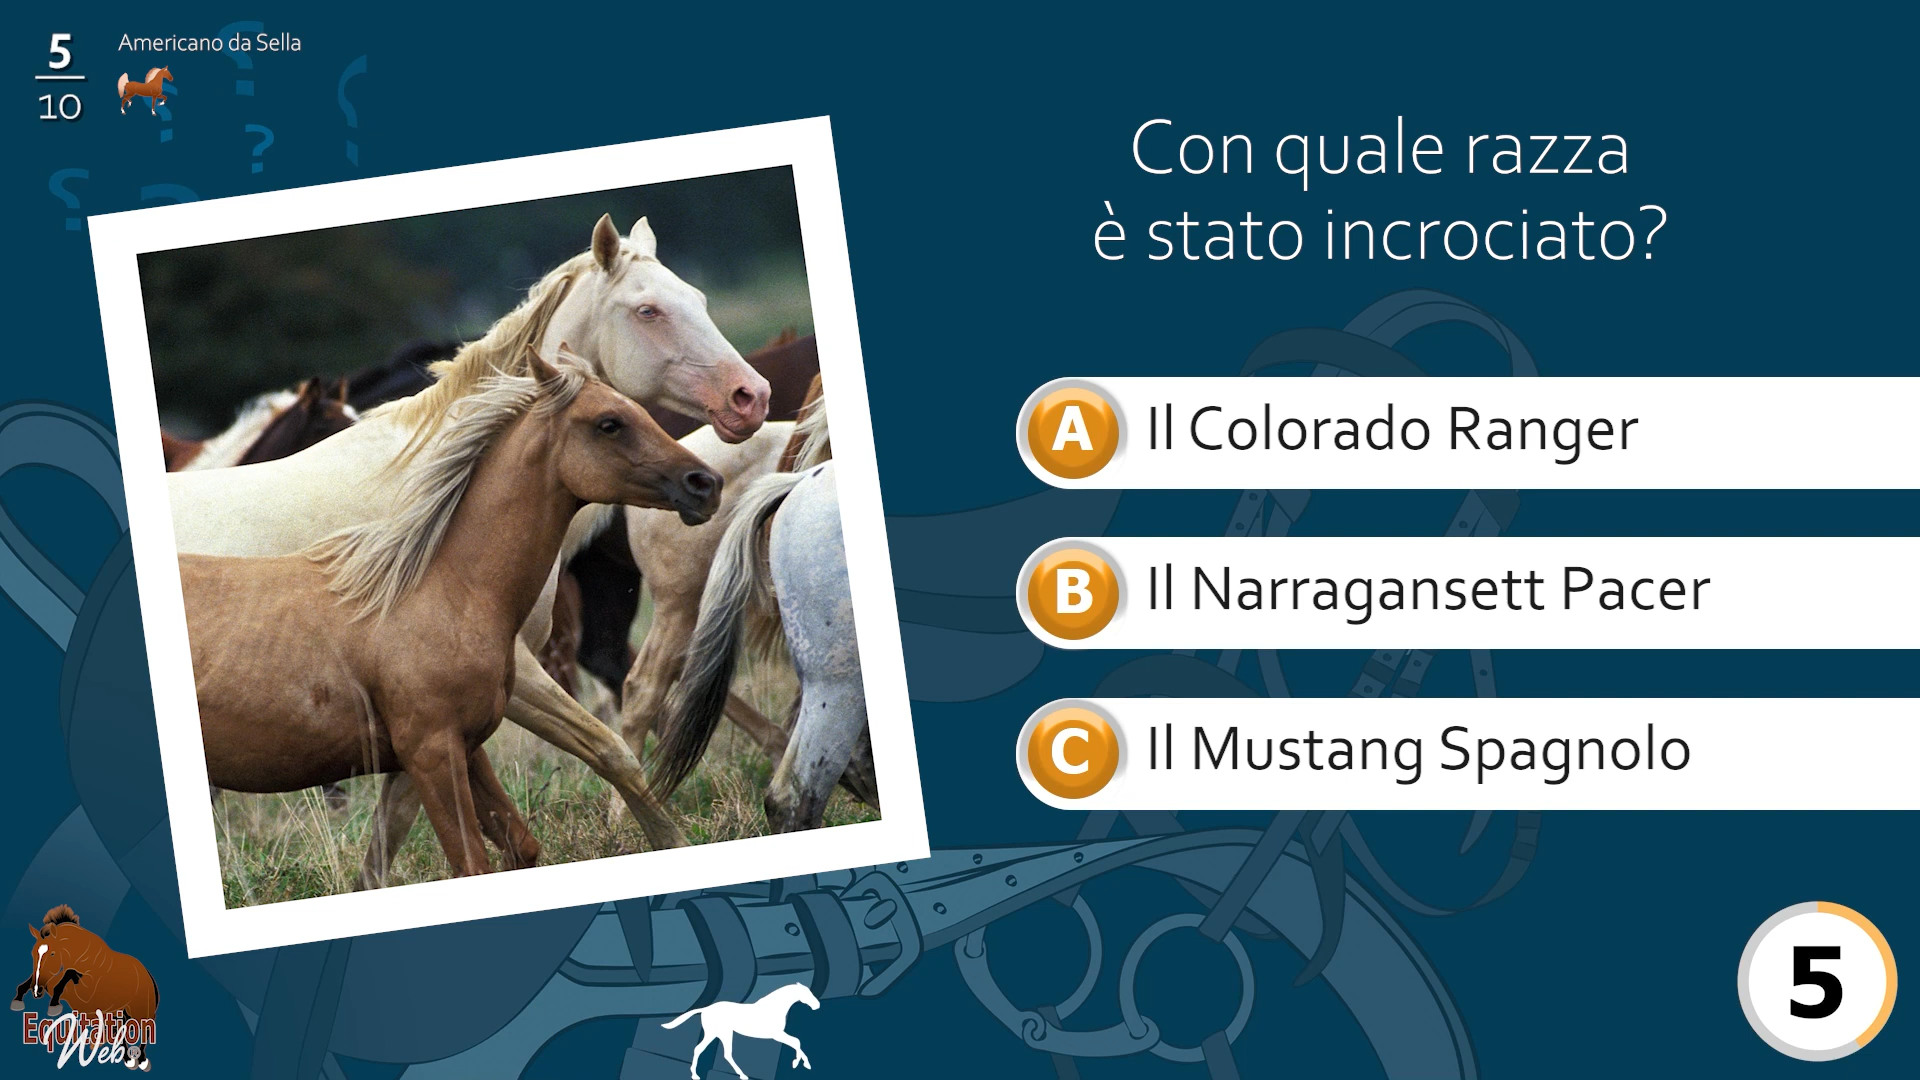 5
10
Americano da Sella
Con quale razza
è stato incrociato?
A Il Colorado Ranger
B Il Narragansett Pacer
C Il Mustang Spagnolo
5
Equitation
Web